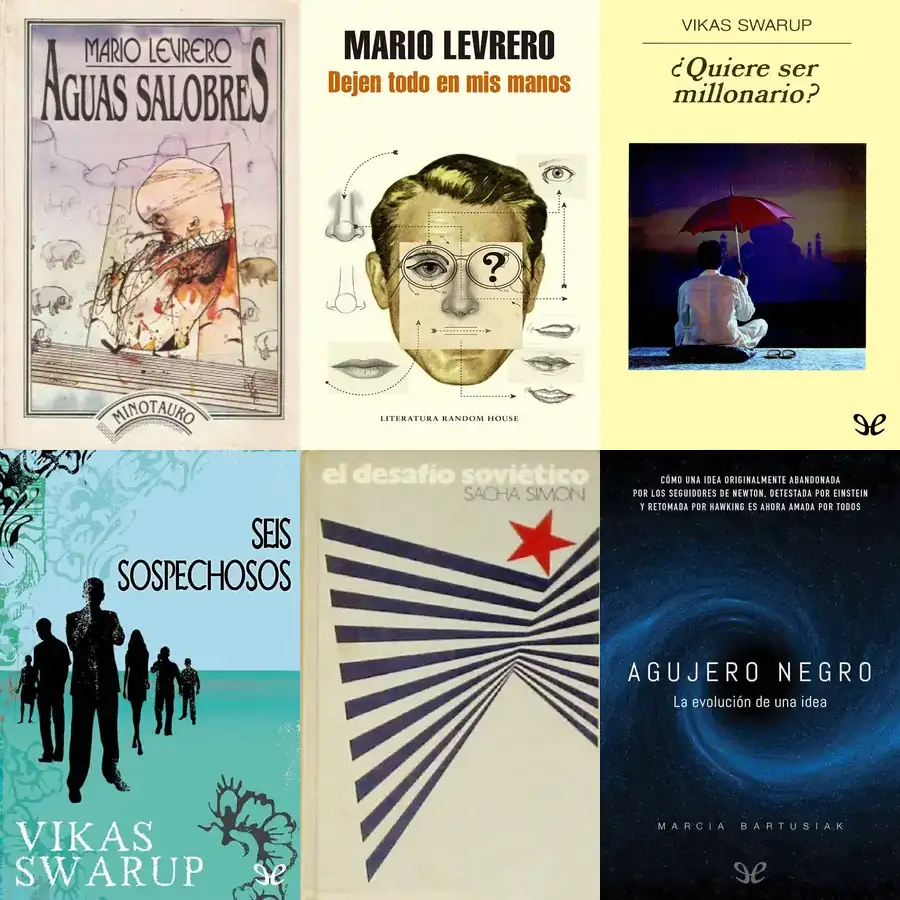 MARIO LEVRERO
AGUAS SALOBRES
MINOTAURO
MARIO LEVRERO
Dejen todo en mis manos
?
LITERATURA RANDOM HOUSE
VIKAS SWARUP
¿Quiere ser
millonario?
SEIS
SOSPECHOSOS
VIKAS
SWARUP
el desafío soviético
SACHA SIMON
CÓMO UNA IDEA ORIGINALMENTE ABANDONADA
POR LOS SEGUIDORES DE NEWTON, DETESTADA POR EINSTEIN
Y RETOMADA POR HAWKING ES AHORA AMADA POR TODOS
AGUJERO NEGRO
La evolución de una idea
MARCIA BARTUSIAK